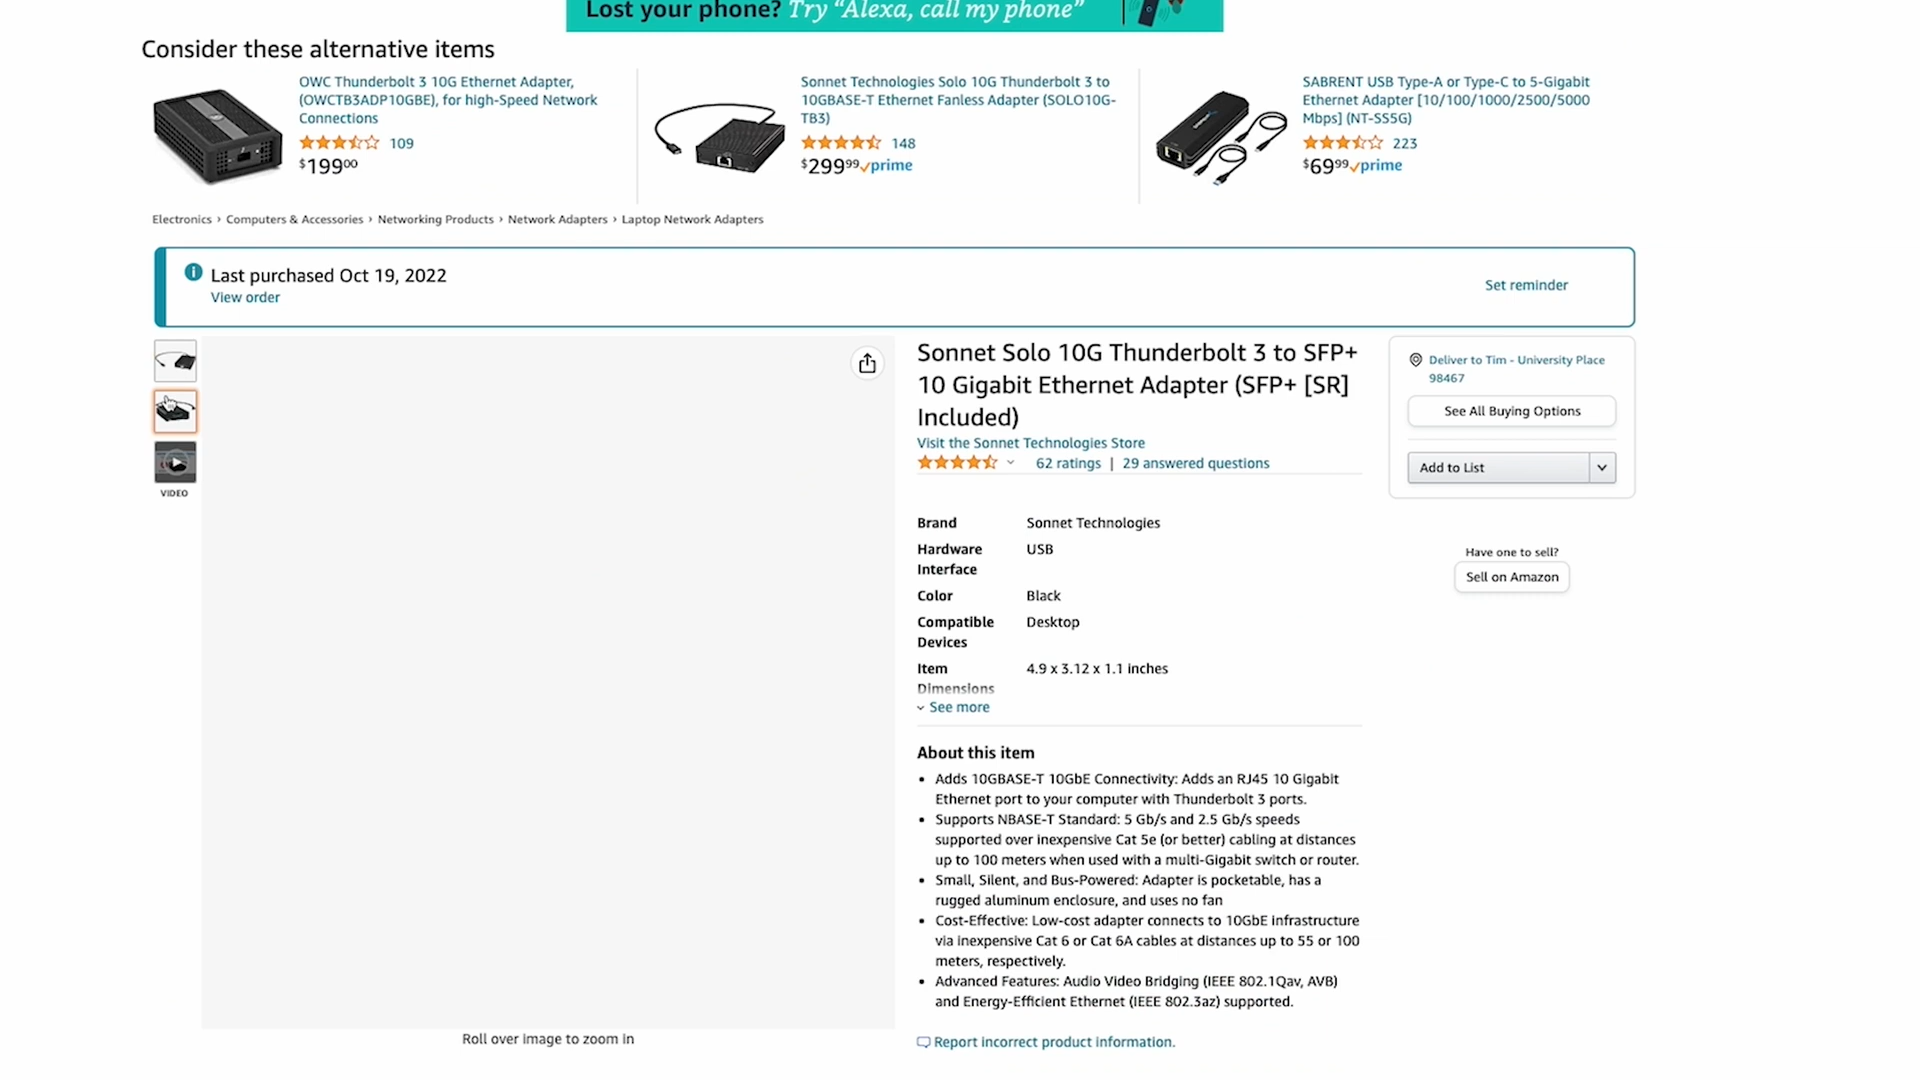 Lost your phone? Try “Alexa, call my phone”
Consider these alternative items
OWC Thunderbolt 3 10G Ethernet Adapter,
(OWCTB3ADP10GBE), for high-Speed Network
Connections
109
$19900
Sonnet Technologies Solo 10G Thunderbolt 3 to
10GBASE-T Ethernet Fanless Adapter (SOLO10G-
TB3)
148
$29999 prime
SABRENT USB Type-A or Type-C to 5-Gigabit
Ethernet Adapter [10/100/1000/2500/5000
Mbps] (NT-SS5G)
223
$6999 prime
Electronics › Computers & Accessories › Networking Products › Network Adapters › Laptop Network Adapters
Last purchased Oct 19, 2022
View order
Set reminder
VIDEO
Roll over image to zoom in
Sonnet Solo 10G Thunderbolt 3 to SFP+
10 Gigabit Ethernet Adapter (SFP+ [SR]
Included)
Visit the Sonnet Technologies Store
62 ratings | 29 answered questions
Brand Sonnet Technologies
Hardware USB
Interface
Color Black
Compatible Desktop
Devices
Item 4.9 x 3.12 x 1.1 inches
Dimensions
See more
About this item
• Adds 10GBASE-T 10GbE Connectivity: Adds an RJ45 10 Gigabit
Ethernet port to your computer with Thunderbolt 3 ports.
• Supports NBASE-T Standard: 5 Gb/s and 2.5 Gb/s speeds
supported over inexpensive Cat 5e (or better) cabling at distances
up to 100 meters when used with a multi-Gigabit switch or router.
• Small, Silent, and Bus-Powered: Adapter is pocketable, has a
rugged aluminum enclosure, and uses no fan
• Cost-Effective: Low-cost adapter connects to 10GbE infrastructure
via inexpensive Cat 6 or Cat 6A cables at distances up to 55 or 100
meters, respectively.
• Advanced Features: Audio Video Bridging (IEEE 802.1Qav, AVB)
and Energy-Efficient Ethernet (IEEE 802.3az) supported.
Report incorrect product information.
Deliver to Tim - University Place
98467
See All Buying Options
Add to List
Have one to sell?
Sell on Amazon